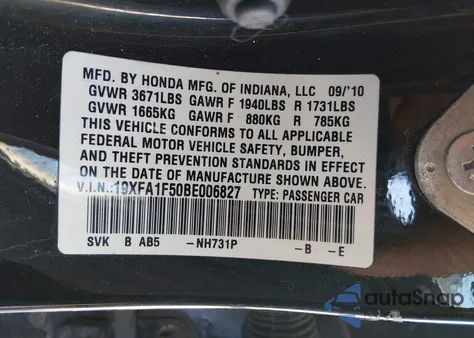 MFD. BY HONDA MFG. OF INDIANA, LLC 09/'10
GVWR 3671LBS GAWR F 1940LBS R 1731LBS
GVWR 1665KG GAWR F 880KG R 785KG
THIS VEHICLE CONFORMS TO ALL APPLICABLE
FEDERAL MOTOR VEHICLE SAFETY, BUMPER,
AND THEFT PREVENTION STANDARDS IN EFFECT
ON THE DATE OF MANUFACTURE SHOWN ABOVE.
V.I.N.:19XFA1F50BE006827 TYPE: PASSENGER CAR
SVK B AB5 -NH731P -B -E
autoSnap